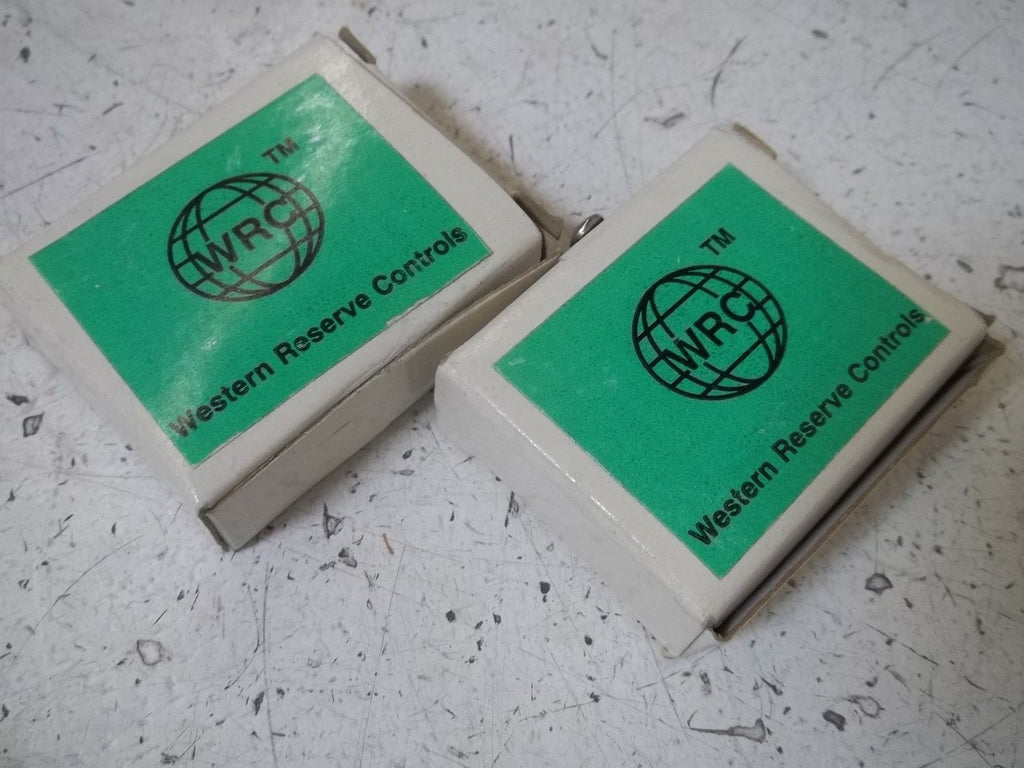 TM
WRC
Western Reserve Controls
TM
WRC
Western Reserve Controls